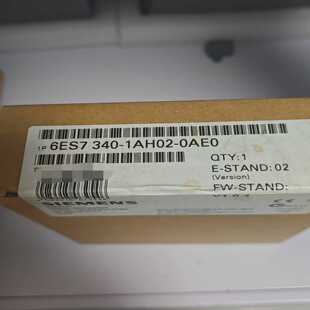 1P 6ES7 340-1AH02-0AE0
QTY:1
E-STAND: 02
(Version)
FW-STAND:
SIEMENS